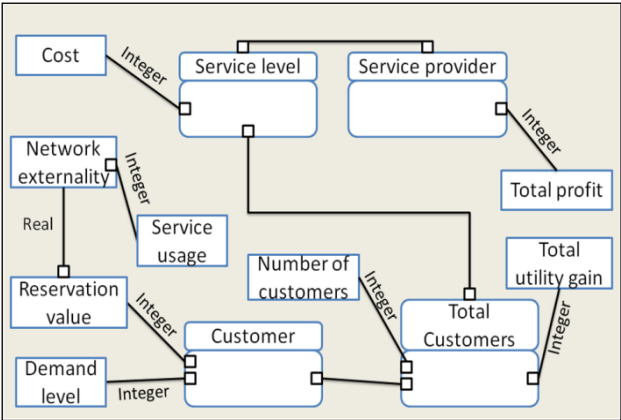 Cost
Integer
Service level
Service provider
Network
externality
Integer
Integer
Total profit
Real
Service
usage
Number of
customers
Total
utility gain
Reservation
value
Integer
Integer
Total
Customers
Integer
Customer
Demand
level
Integer